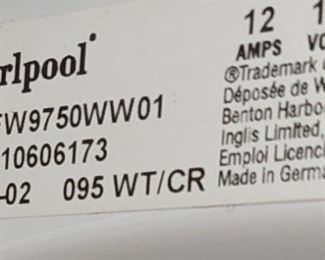 rlpool
FW9750WW01
10606173
-02 095 WT/CR
12
AMPS VO
®Trademark
Déposée de W
Benton Harbo
Inglis Limited,
Emploi Licenc
Made in Germa